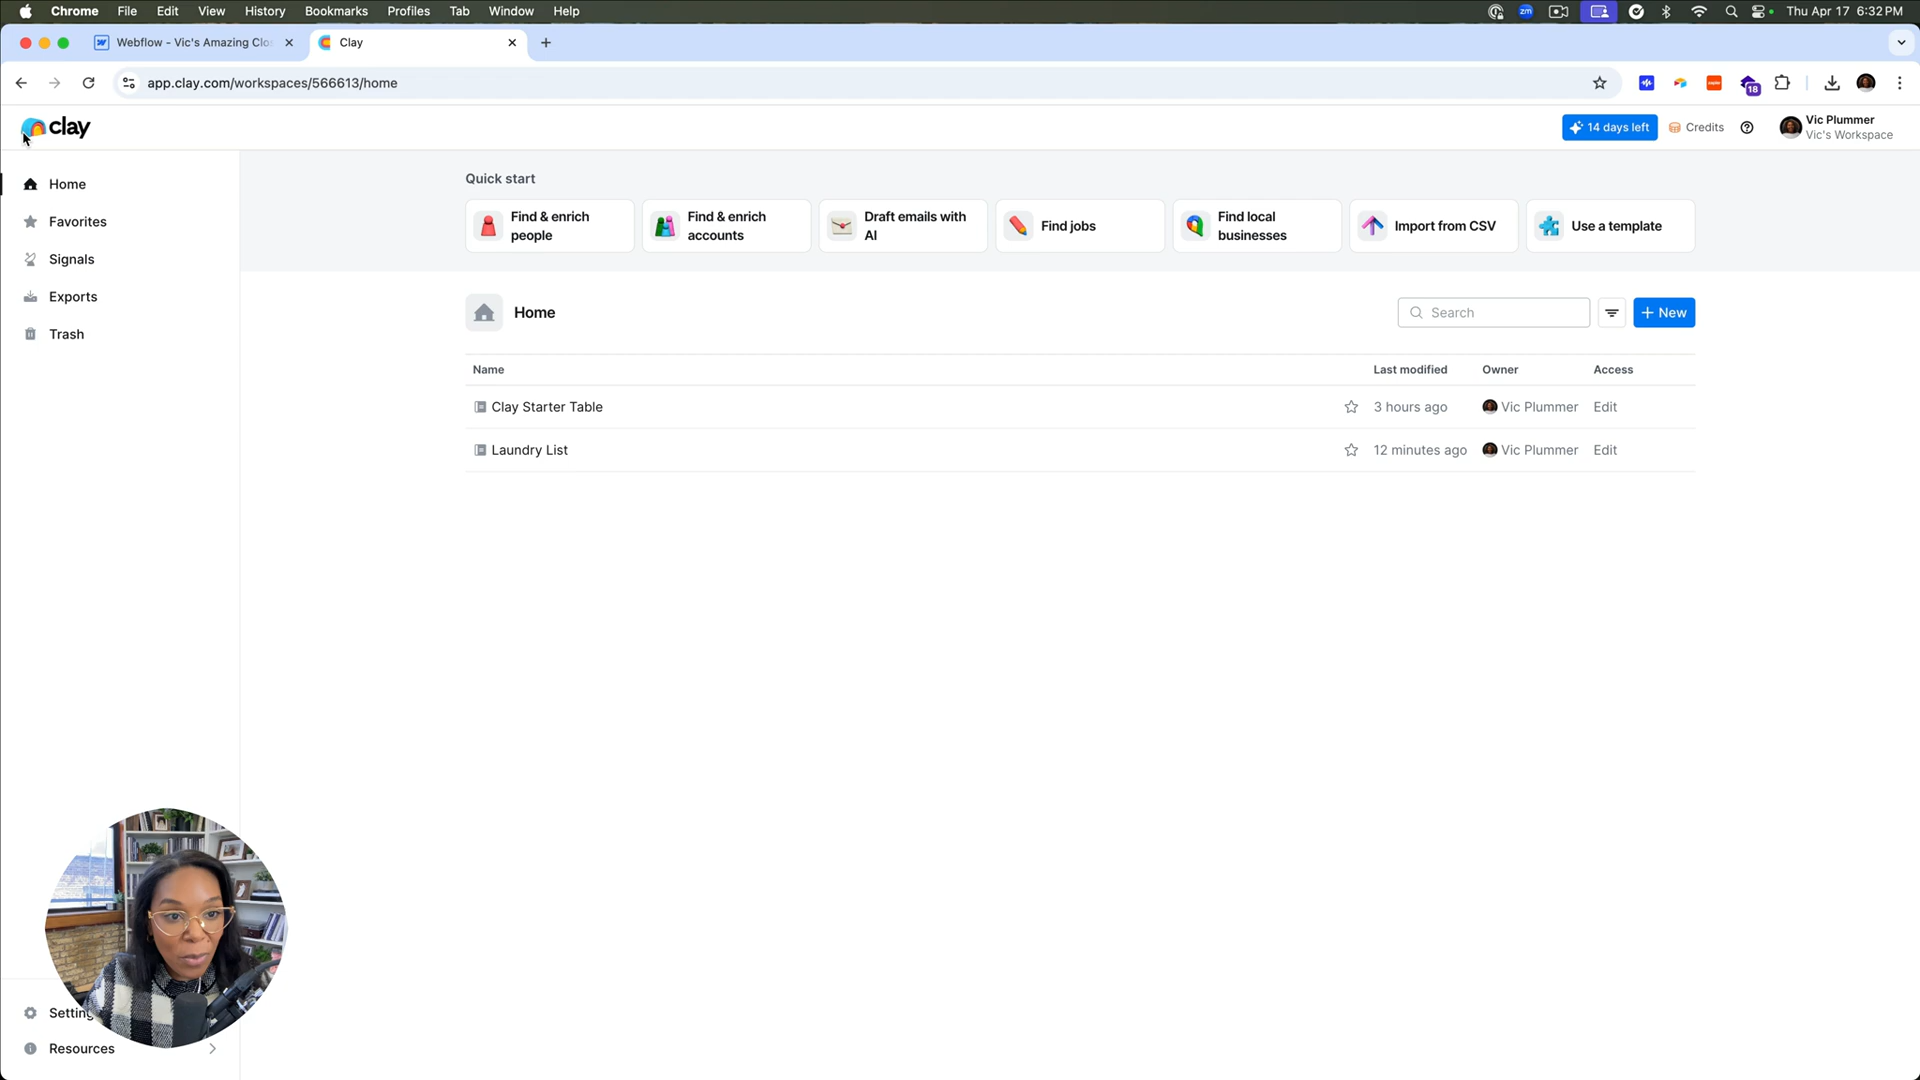 Chrome File Edit View History Bookmarks Profiles Tab Window Help
zm
Thu Apr 17 6:32 PM
Webflow - Vic's Amazing Clo
Clay
app.clay.com/workspaces/566613/home
18
clay
14 days left
Credits
Vic Plummer
Vic's Workspace
Home
Favorites
Signals
Exports
Trash
Quick start
Find & enrich
people
Find & enrich
accounts
Draft emails with
AI
Find jobs
Find local
businesses
Import from CSV
Use a template
Home
Search
+ New
Name Last modified Owner Access
Clay Starter Table 3 hours ago Vic Plummer Edit
Laundry List 12 minutes ago Vic Plummer Edit
Setting
Resources